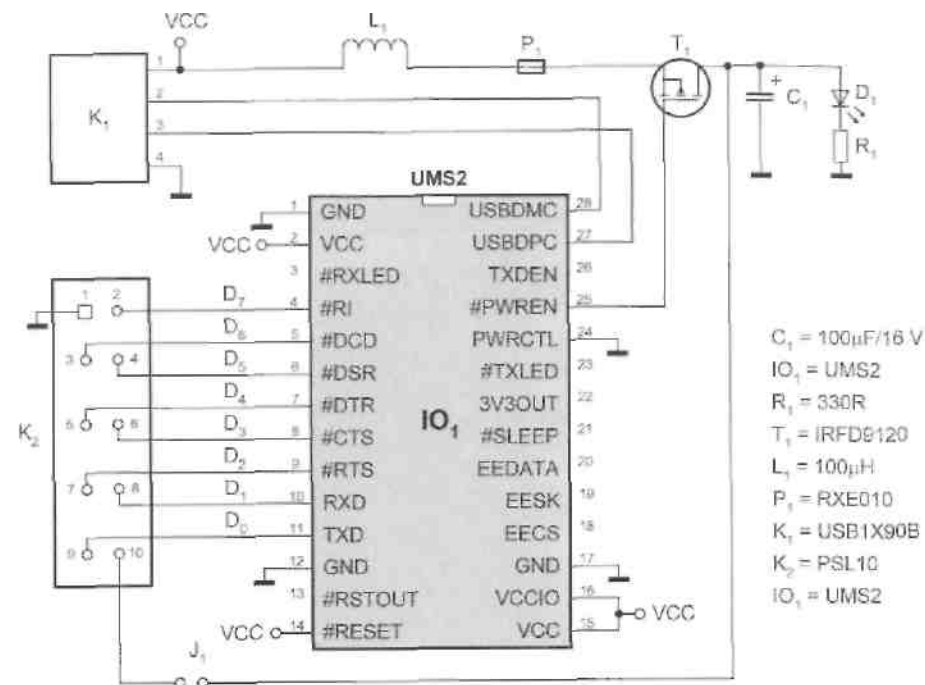 VCC
L₁
P₁
T₁
1
2
3
4
K₁
+
C₁
D₁
R₁
UMS2
1 GND
VCC 2 VCC
3 #RXLED
D₇ 4 #RI
D₆ 5 #DCD
D₅ 6 #DSR
D₄ 7 #DTR
D₃ 8 #CTS
D₂ 9 #RTS
D₁ 10 RXD
D₀ 11 TXD
12 GND
13 #RSTOUT
VCC 14 #RESET
IO₁
USBDMC 28
USBDPC 27
TXDEN 26
#PWREN 25
PWRCTL 24
#TXLED 23
3V3OUT 22
#SLEEP 21
EEDATA 20
EESK 19
EECS 18
GND 17
VCCIO 16
VCC 15
VCC
K₂
1 2
3 4
5 6
7 8
9 10
J₁
C₁ = 100µF/16 V
IO₁ = UMS2
R₁ = 330R
T₁ = IRFD9120
L₁ = 100µH
P₁ = RXE010
K₁ = USB1X90B
K₂ = PSL10
IO₁ = UMS2